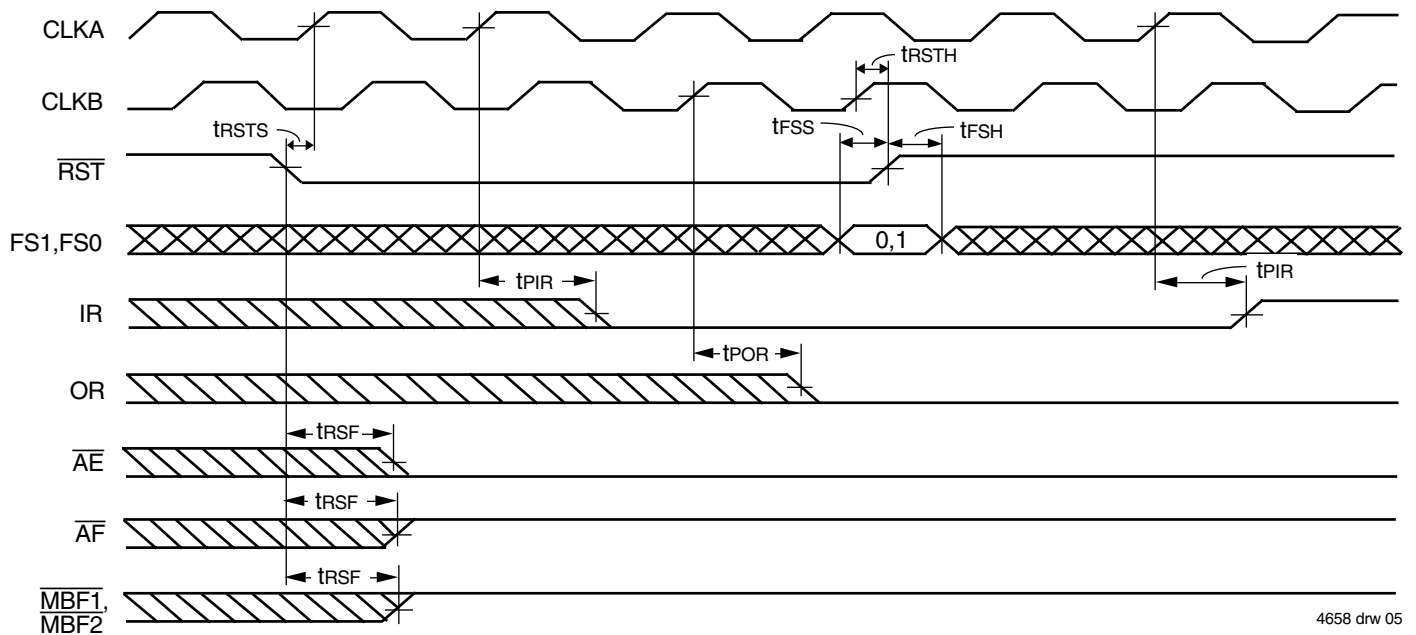 CLKA
tRSTH
CLKB
tRSTS
tFSS
tFSH
RST
FS1,FS0
0,1
tPIR
tPIR
IR
tPOR
OR
tRSF
AE
tRSF
AF
tRSF
MBF1,
MBF2
4658 drw 05